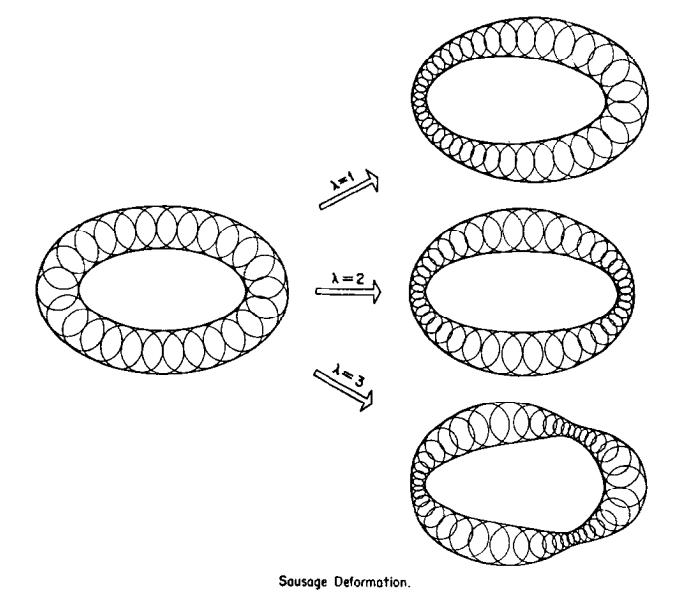 λ=1
λ=2
λ=3
Sausage Deformation.